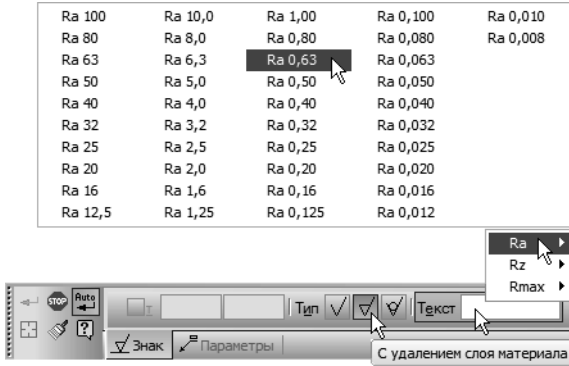 Ra 100 Ra 10,0 Ra 1,00 Ra 0,100 Ra 0,010
Ra 80 Ra 8,0 Ra 0,80 Ra 0,080 Ra 0,008
Ra 63 Ra 6,3 Ra 0,63 Ra 0,063
Ra 50 Ra 5,0 Ra 0,50 Ra 0,050
Ra 40 Ra 4,0 Ra 0,40 Ra 0,040
Ra 32 Ra 3,2 Ra 0,32 Ra 0,032
Ra 25 Ra 2,5 Ra 0,25 Ra 0,025
Ra 20 Ra 2,0 Ra 0,20 Ra 0,020
Ra 16 Ra 1,6 Ra 0,16 Ra 0,016
Ra 12,5 Ra 1,25 Ra 0,125 Ra 0,012
Ra
Rz
Rmax
STOP Auto
т Тип Текст
Знак Параметры
С удалением слоя материала